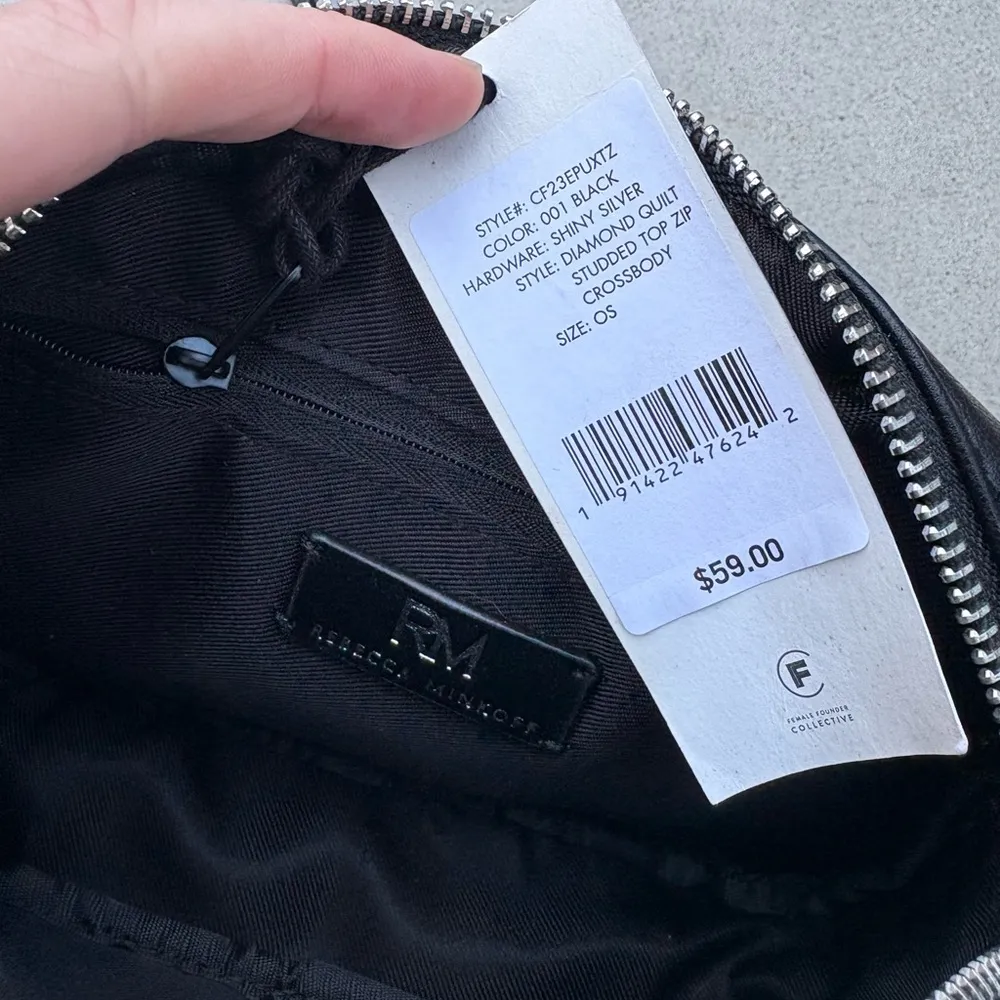 STYLE#: CF23EPUXTZ
COLOR: 001 BLACK
HARDWARE: SHINY SILVER
STYLE: DIAMOND QUILT
STUDDED TOP ZIP
CROSSBODY
SIZE: OS
1 91422 47624 2
$59.00
F
FEMALE FOUNDER
COLLECTIVE
RM
REBECCA MINKOFF